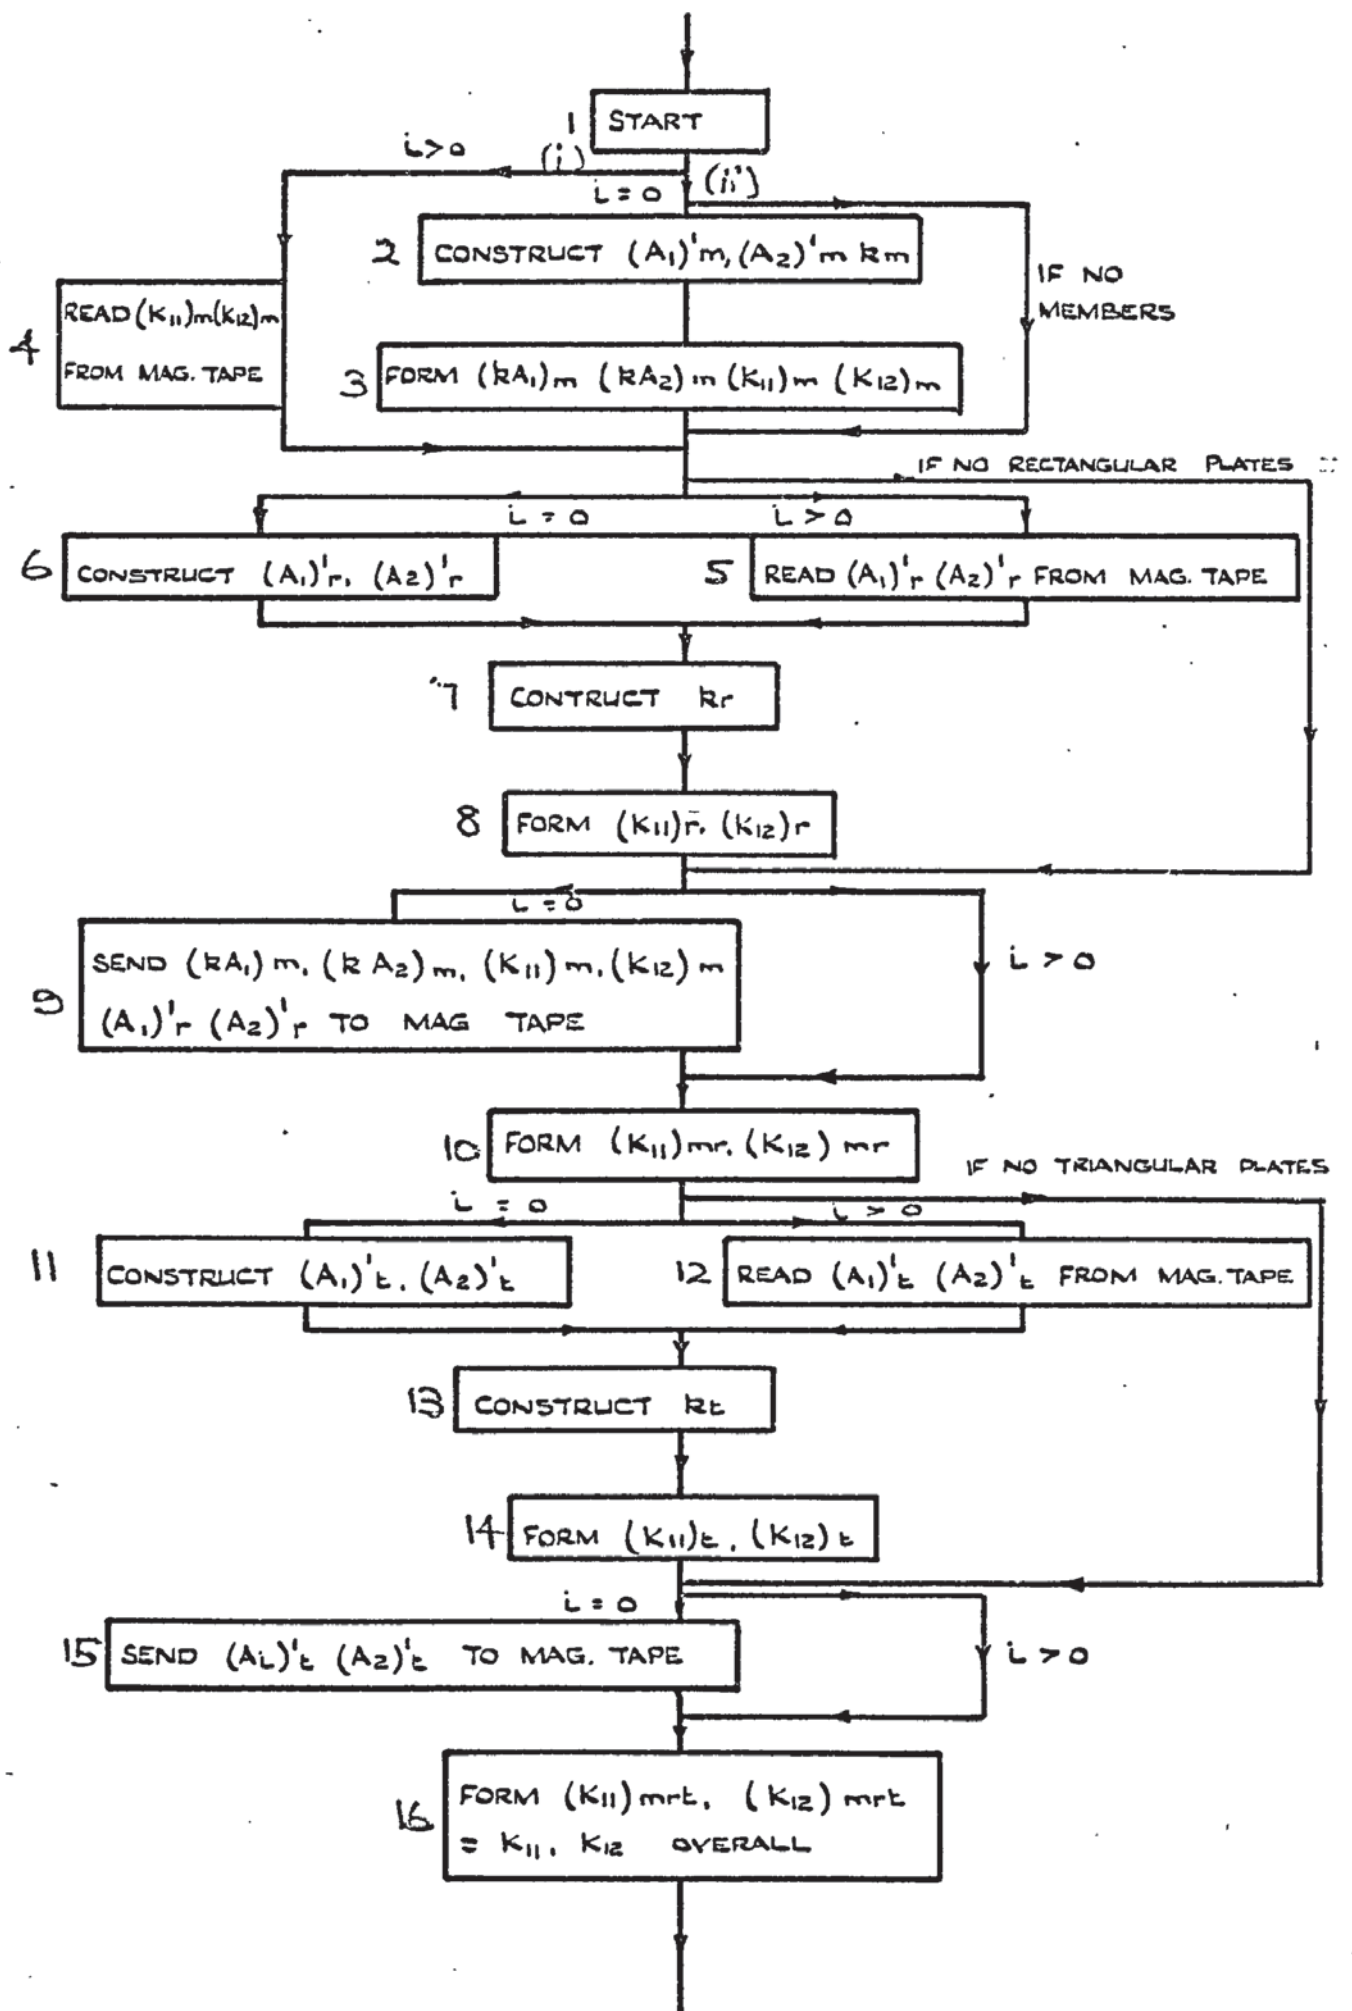 1 START
i>0
(i)
i = 0
(ii)
2 CONSTRUCT (A₁)'m, (A₂)'m km
IF NO
MEMBERS
4
READ (K₁₁)m(K₁₂)m
FROM MAG. TAPE
3 FORM (kA₁)m (kA₂)m (K₁₁)m (K₁₂)m
IF NO RECTANGULAR PLATES
i = 0
i > 0
6 CONSTRUCT (A₁)'r, (A₂)'r
5 READ (A₁)'r (A₂)'r FROM MAG. TAPE
7 CONTRUCT kr
8 FORM (K₁₁)r, (K₁₂)r
i = 0
i > 0
9
SEND (kA₁)m, (kA₂)m, (K₁₁)m, (K₁₂)m
(A₁)'r (A₂)'r TO MAG TAPE
10 FORM (K₁₁)mr, (K₁₂)mr
IF NO TRIANGULAR PLATES
i = 0
i > 0
11 CONSTRUCT (A₁)'t, (A₂)'t
12 READ (A₁)'t (A₂)'t FROM MAG. TAPE
13 CONSTRUCT kt
14 FORM (K₁₁)t, (K₁₂)t
i = 0
15 SEND (Ai)'t (A₂)'t TO MAG. TAPE
i > 0
16
FORM (K₁₁)mrt, (K₁₂)mrt
= K₁₁, K₁₂ OVERALL